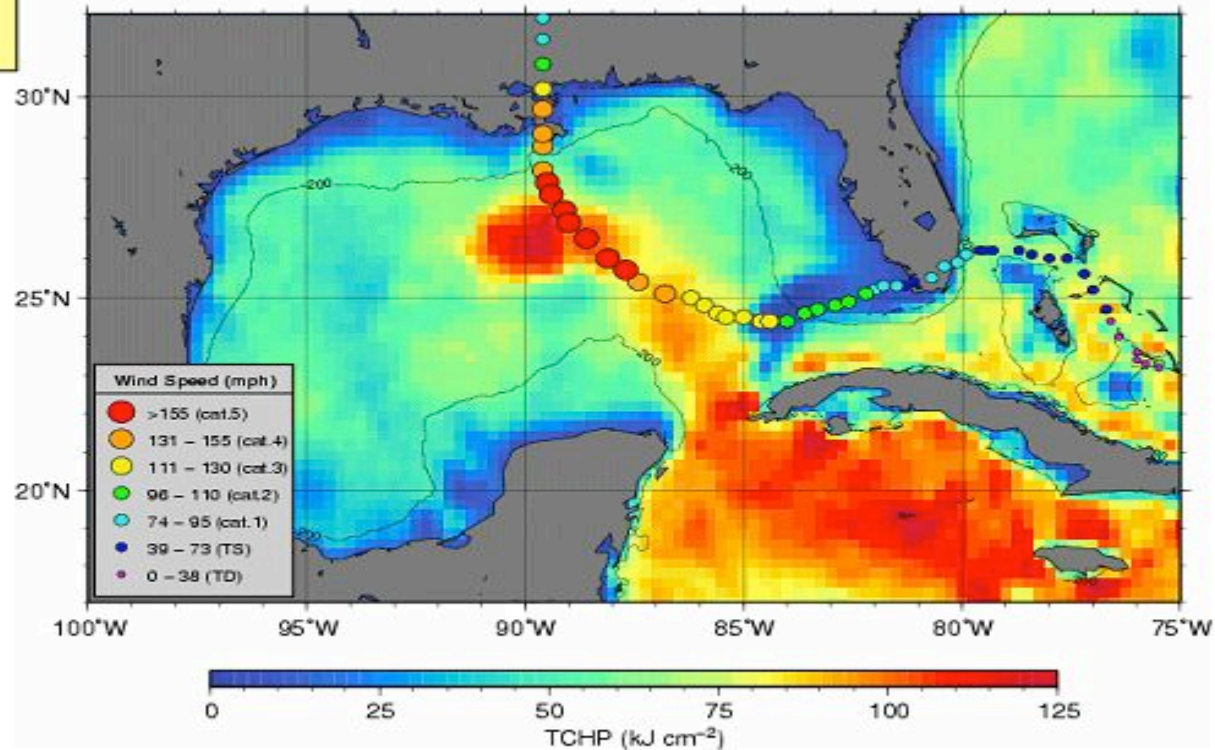 30°N
25°N
20°N
-200
-200
-200
-200
Wind Speed (mph)
>155 (cat.5)
131 – 155 (cat.4)
111 – 130 (cat.3)
96 – 110 (cat.2)
74 – 95 (cat.1)
39 – 73 (TS)
0 – 38 (TD)
100°W 95°W 90°W 85°W 80°W 75°W
0 25 50 75 100 125
TCHP (kJ cm⁻²)